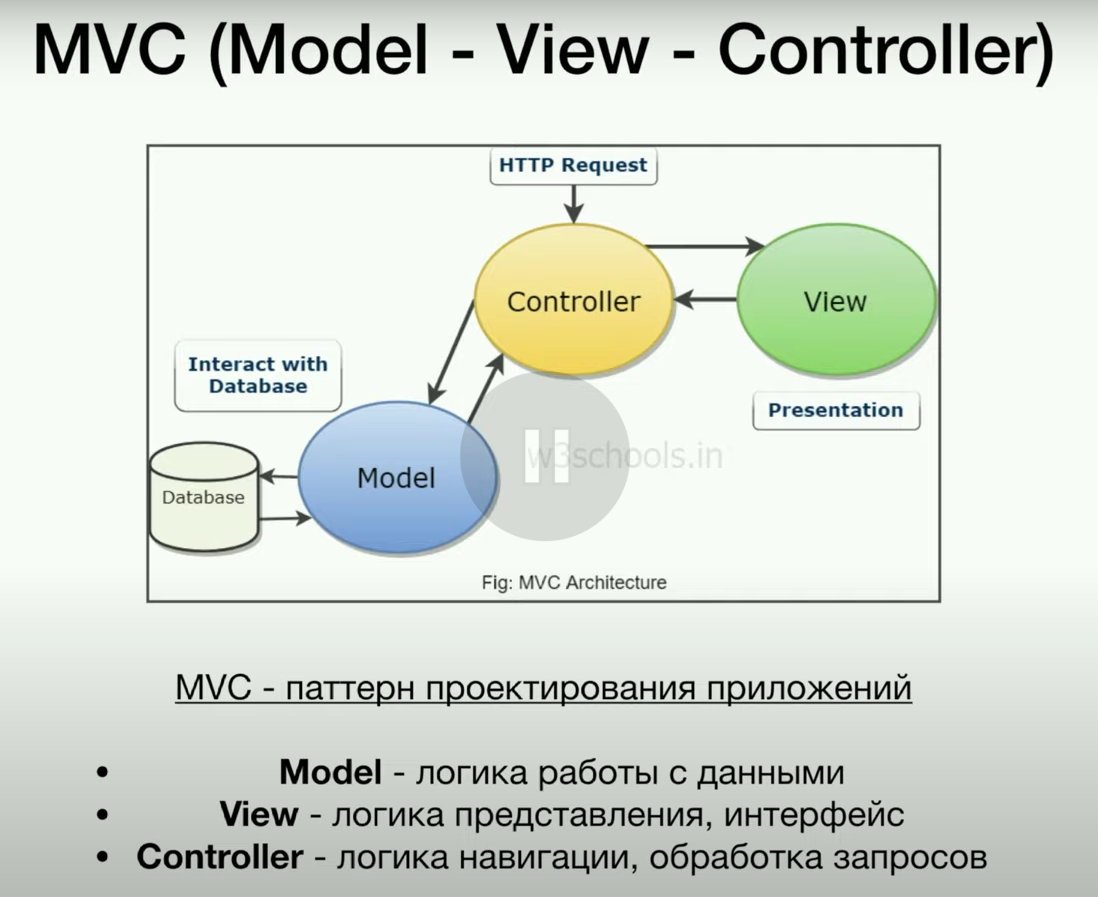 MVC (Model - View - Controller)
HTTP Request
Controller
View
Interact with
Database
Presentation
w3schools.in
Model
Database
Fig: MVC Architecture
MVC - паттерн проектирования приложений
• Model - логика работы с данными
• View - логика представления, интерфейс
• Controller - логика навигации, обработка запросов